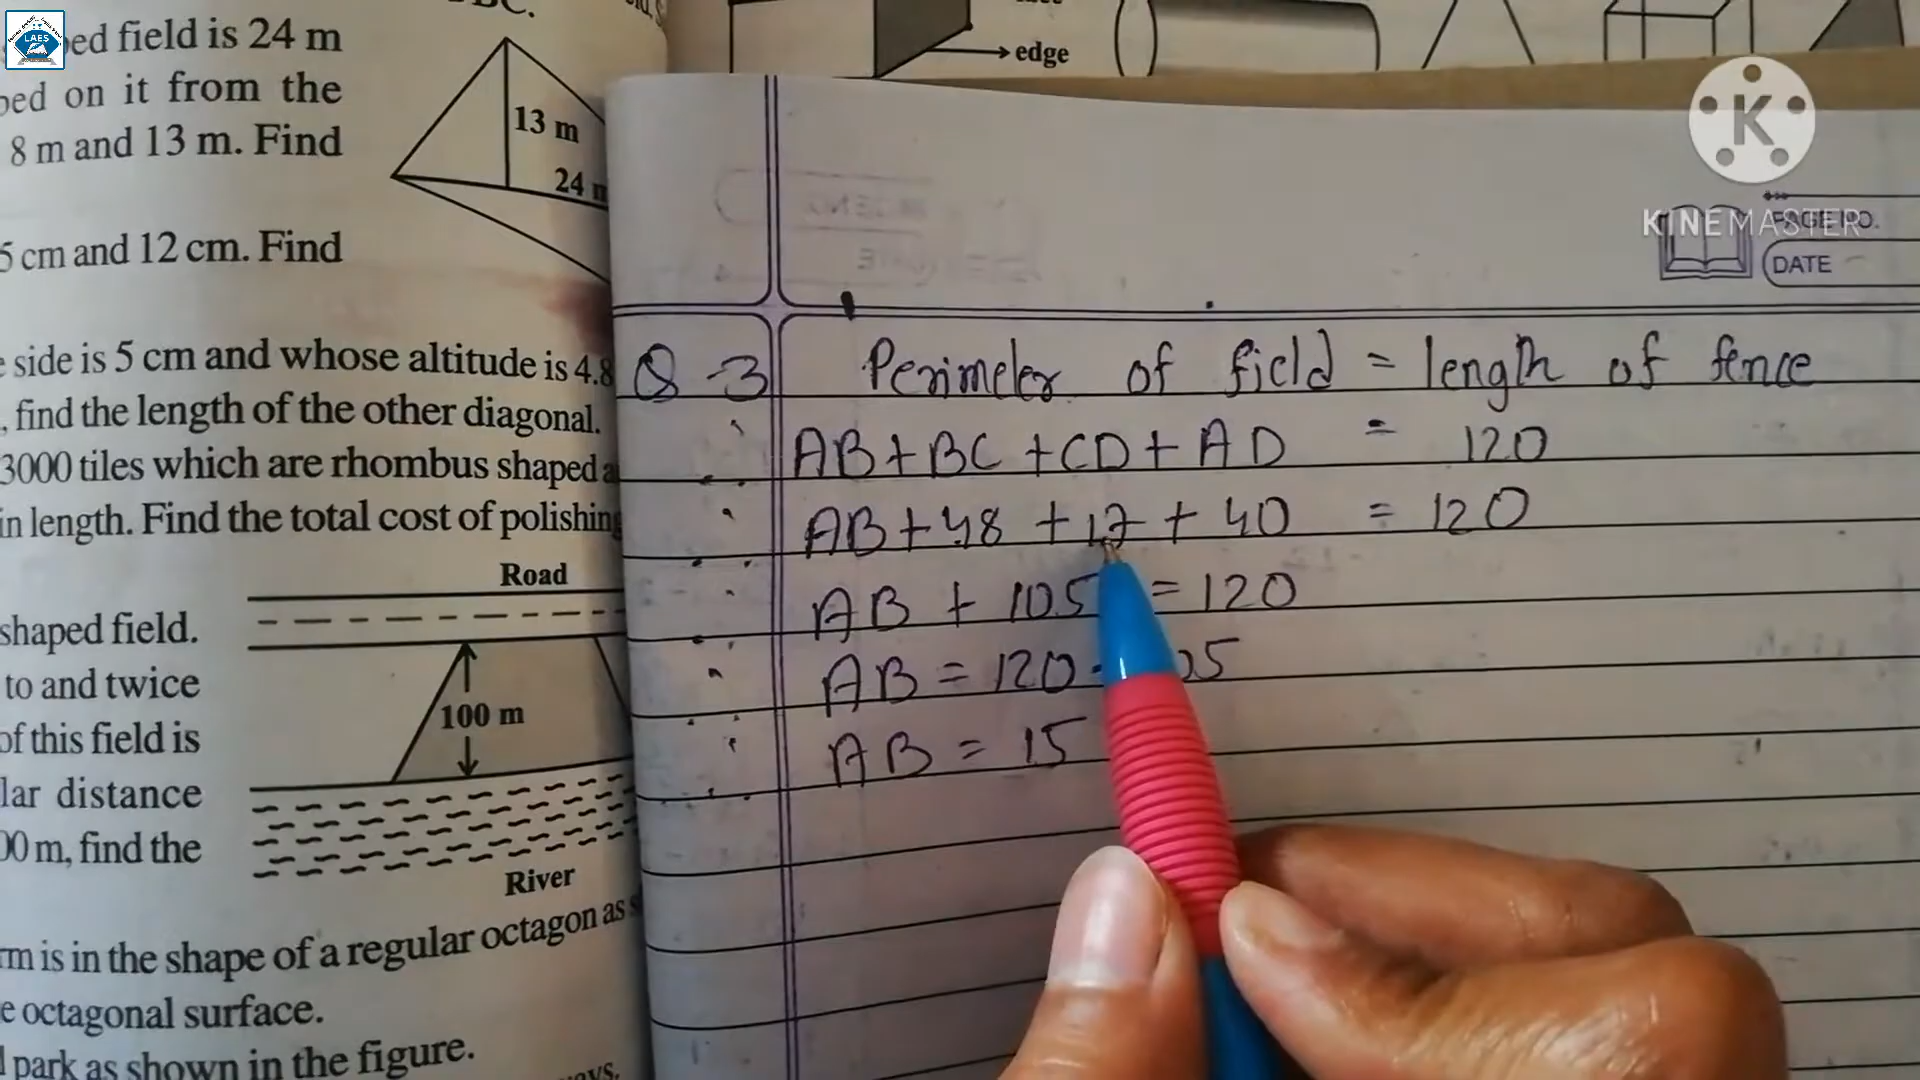 LAES
ed field is 24 m
ped on it from the
8 m and 13 m. Find
13 m
24
5 cm and 12 cm. Find
side is 5 cm and whose altitude is 4.8
, find the length of the other diagonal.
3000 tiles which are rhombus shaped
in length. Find the total cost of polishing
Road
shaped field.
to and twice
of this field is
lar distance
00 m, find the
100 m
River
m is in the shape of a regular octagon as
e octagonal surface.
park as shown in the figure.
edge
K
KINEMASTER
PAGE NO.
DATE
Q-3 Perimeter of field = length of fence
AB+BC+CD+AD = 120
AB+48+17+40 = 120
AB + 105 = 120
AB = 120-105
AB = 15